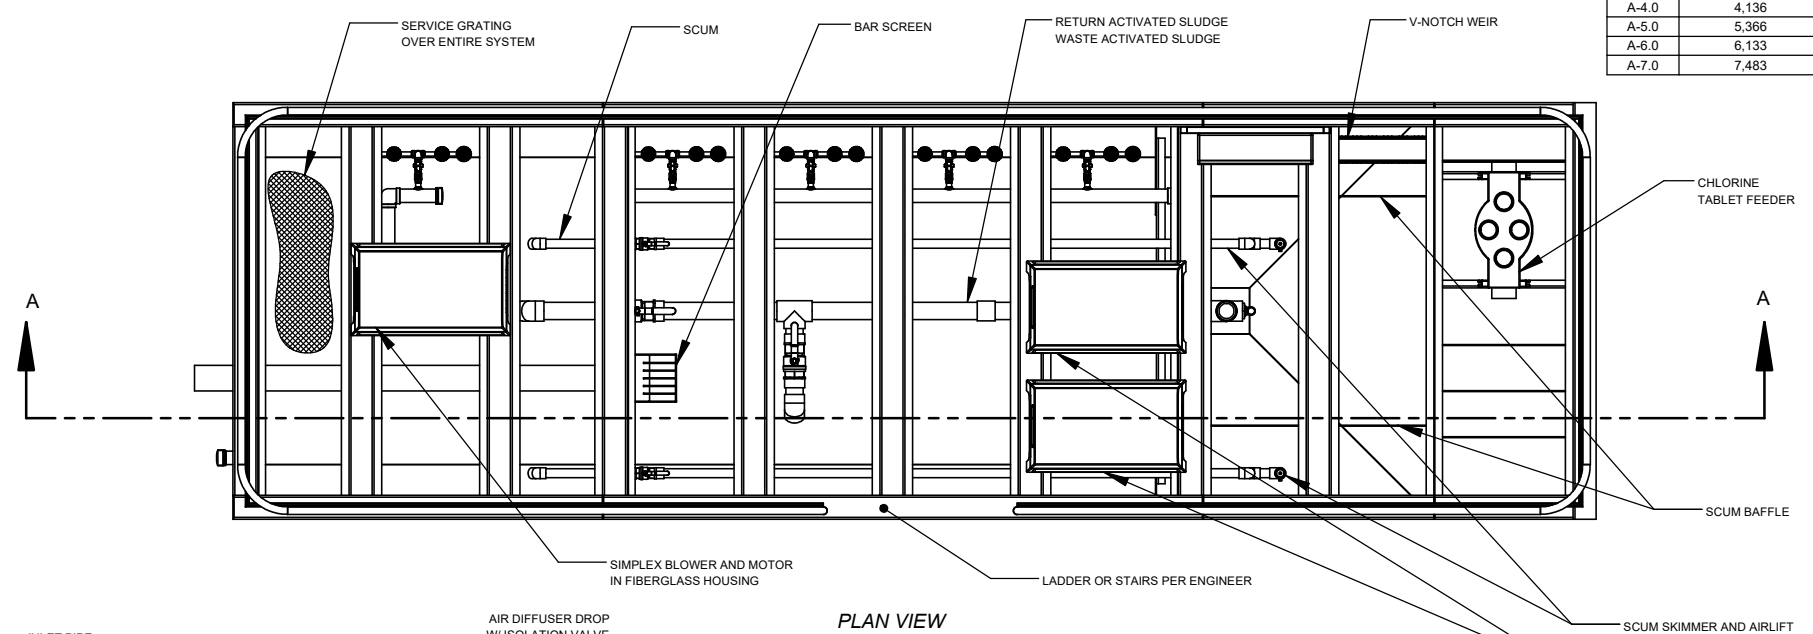 A-4.0 4,136
A-5.0 5,366
A-6.0 6,133
A-7.0 7,483
SERVICE GRATING
OVER ENTIRE SYSTEM
SCUM
BAR SCREEN
RETURN ACTIVATED SLUDGE
WASTE ACTIVATED SLUDGE
V-NOTCH WEIR
CHLORINE
TABLET FEEDER
A
A
SCUM BAFFLE
SIMPLEX BLOWER AND MOTOR
IN FIBERGLASS HOUSING
LADDER OR STAIRS PER ENGINEER
SCUM SKIMMER AND AIRLIFT
PLAN VIEW
AIR DIFFUSER DROP
W/ISOLATION VALVE